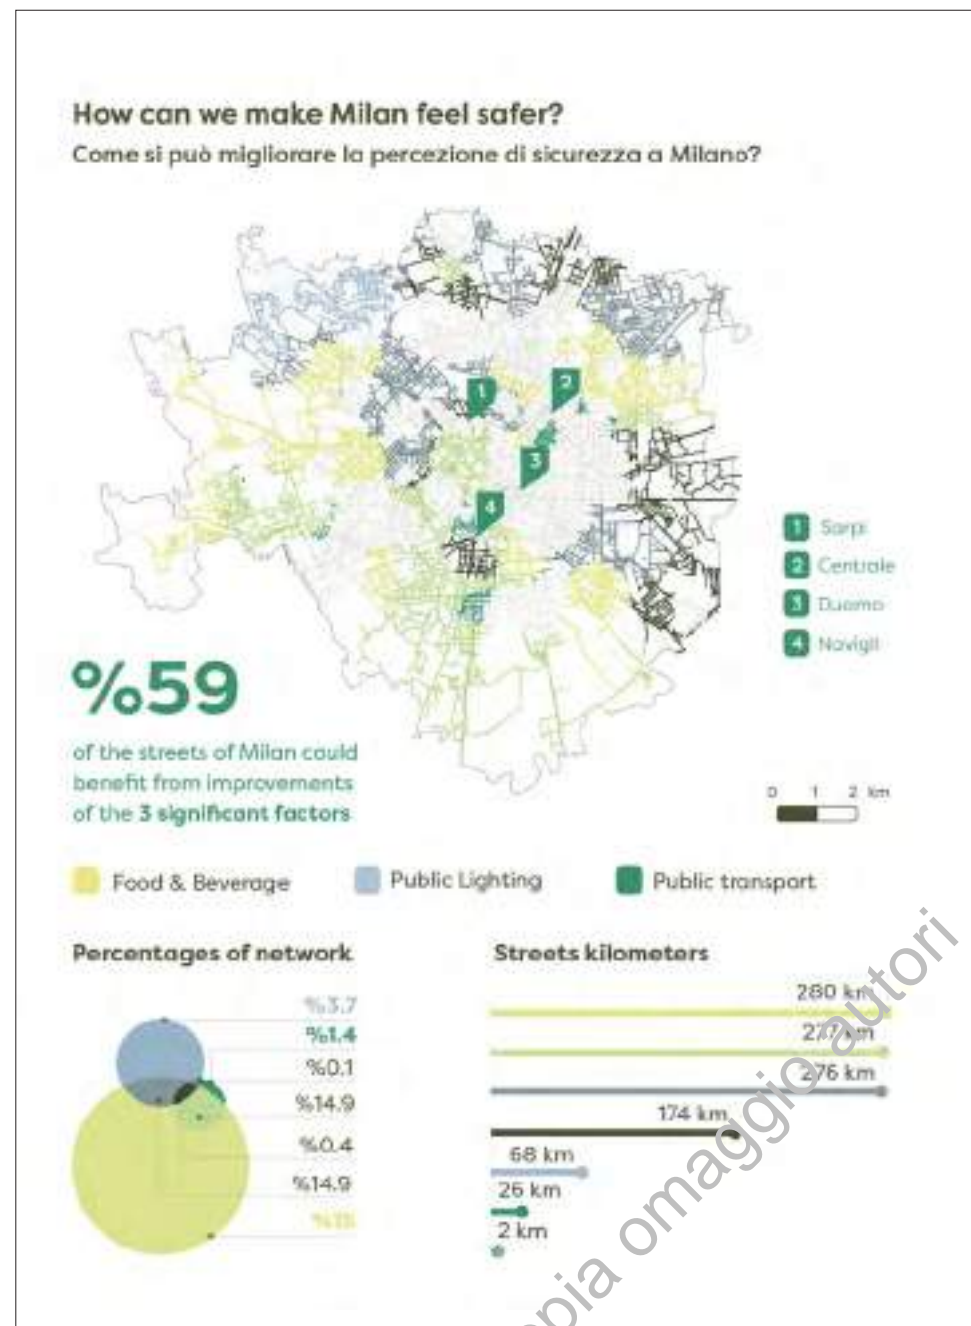 How can we make Milan feel safer?
Come si può migliorare la percezione di sicurezza a Milano?
1
2
3
4
1 Sarpi
2 Centrale
3 Duomo
4 Navigli
%59
of the streets of Milan could
benefit from improvements
of the 3 significant factors
0 1 2 km
Food & Beverage
Public Lighting
Public transport
Percentages of network
%3.7
%1.4
%0.1
%14.9
%0.4
%14.9
%15
Streets kilometers
280 km
277 km
276 km
174 km
68 km
26 km
2 km
omaggio autori